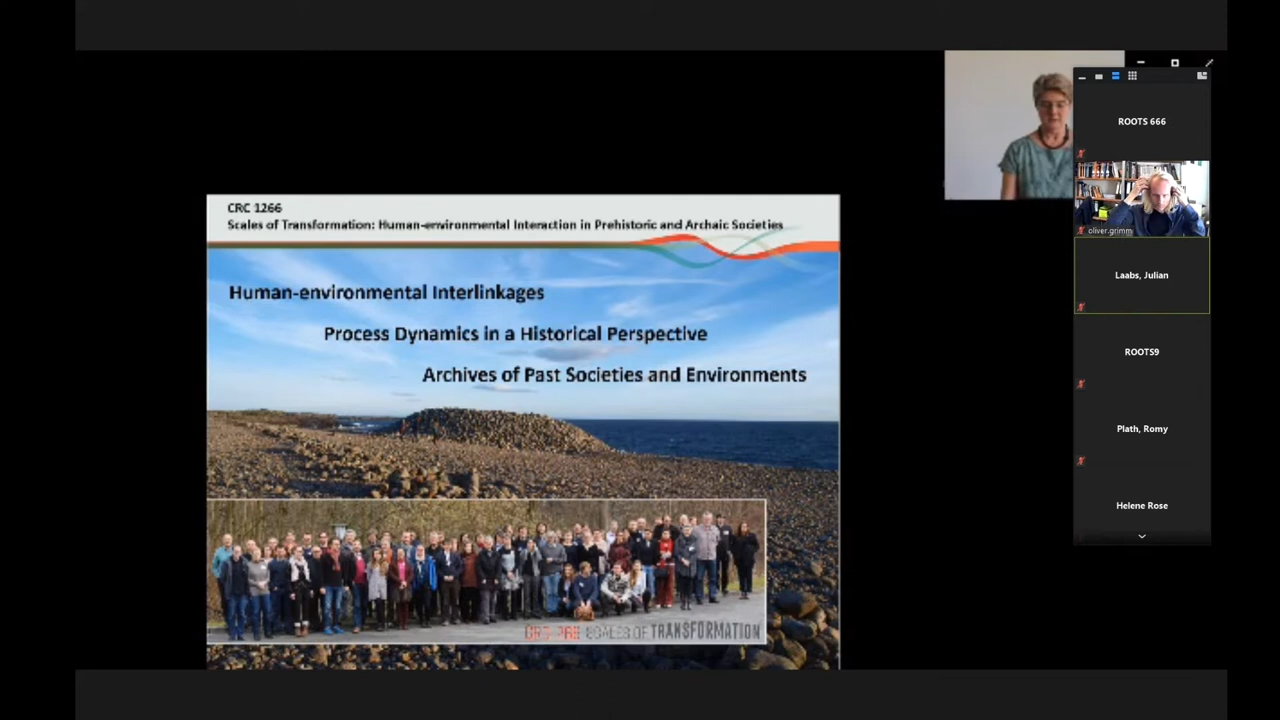 CRC 1266
Scales of Transformation: Human-environmental Interaction in Prehistoric and Archaic Societies
Human-environmental Interlinkages
Process Dynamics in a Historical Perspective
Archives of Past Societies and Environments
SCALES OF TRANSFORMATION
ROOTS 666
oliver.grimm
Laabs, Julian
ROOTS9
Plath, Romy
Helene Rose